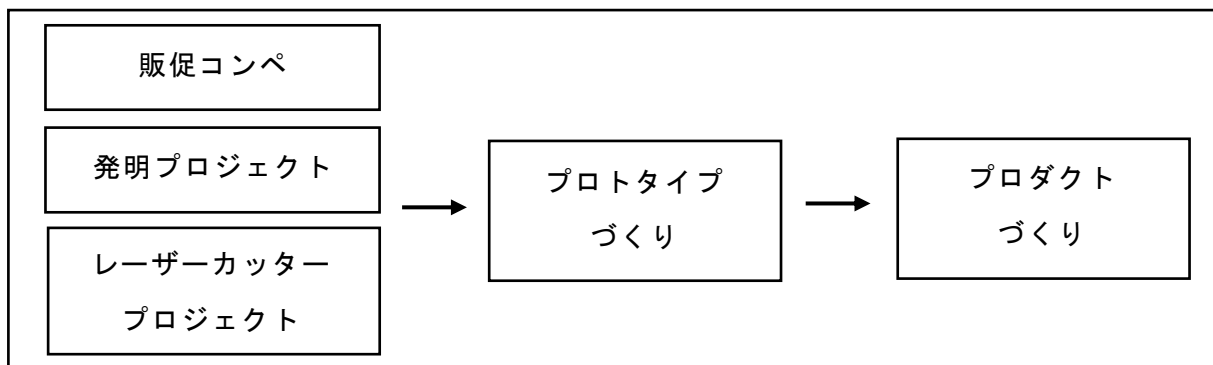 販促コンペ
発明プロジェクト
レーザーカッター
プロジェクト
プロトタイプ
づくり
プロダクト
づくり